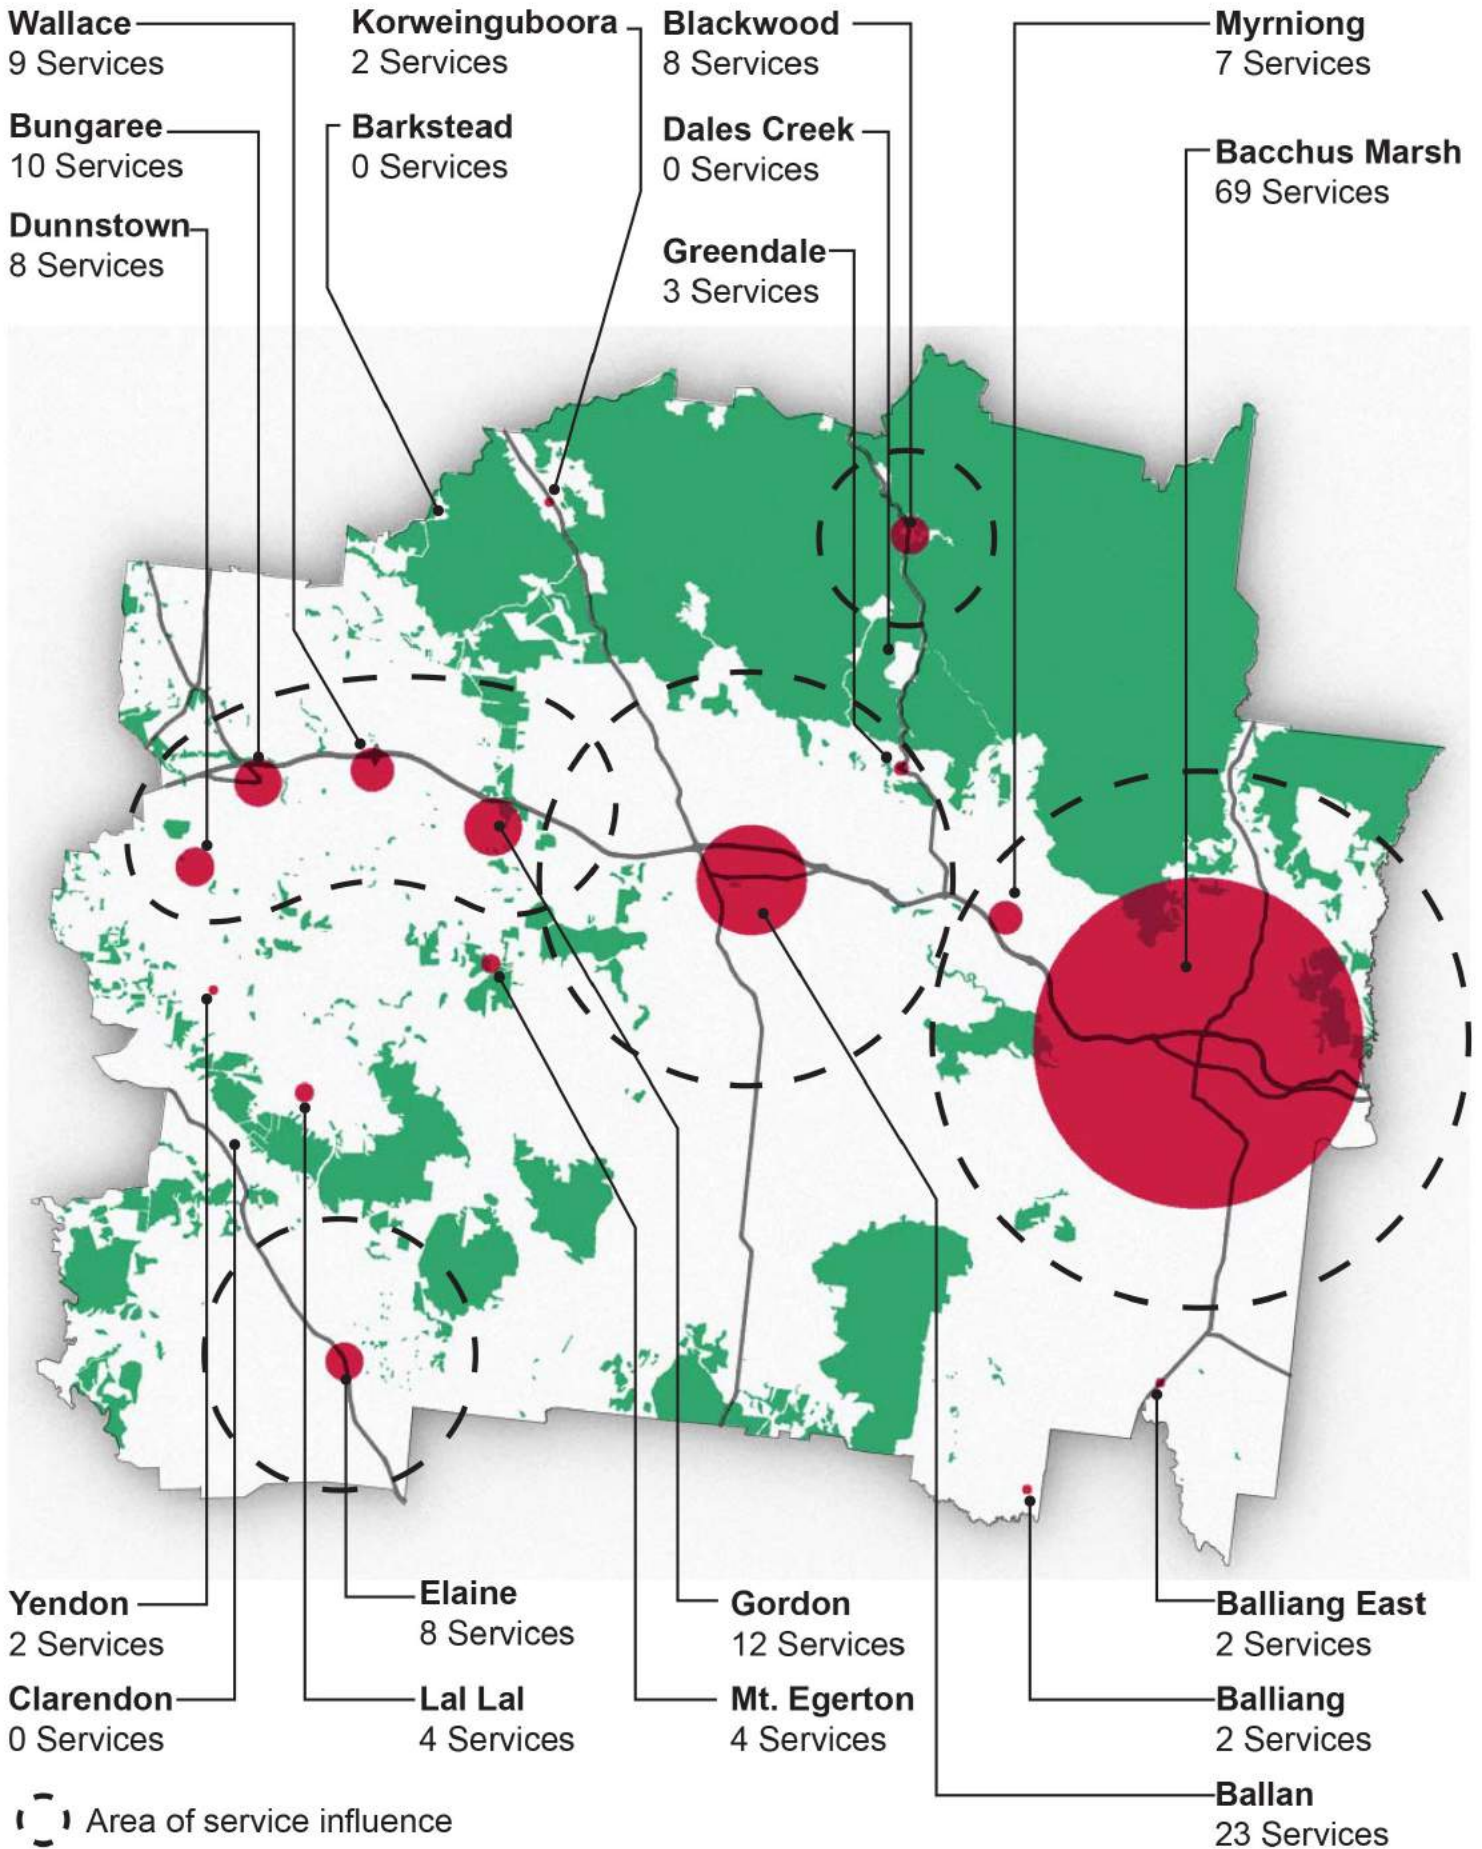 Wallace
9 Services
Bungaree
10 Services
Dunnstown
8 Services
Korweinguboora
2 Services
Barkstead
0 Services
Blackwood
8 Services
Dales Creek
0 Services
Greendale
3 Services
Myrniong
7 Services
Bacchus Marsh
69 Services
Yendon
2 Services
Clarendon
0 Services
Elaine
8 Services
Lal Lal
4 Services
Gordon
12 Services
Mt. Egerton
4 Services
Balliang East
2 Services
Balliang
2 Services
Ballan
23 Services
Area of service influence